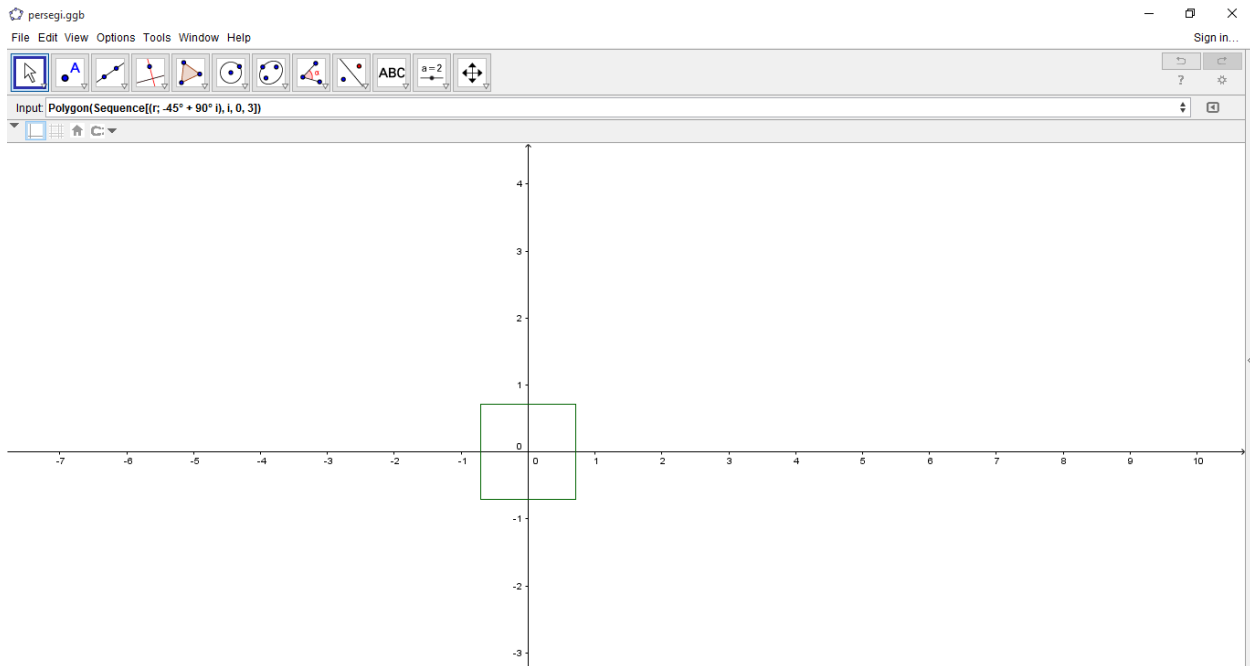 persegi.ggb
File Edit View Options Tools Window Help
Sign in...
A
α
ABC
a=2
?
Input: Polygon(Sequence[(r; -45° + 90° i), i, 0, 3])
4
3
2
1
0
-7 -6 -5 -4 -3 -2 -1 0 1 2 3 4 5 6 7 8 9 10
-1
-2
-3